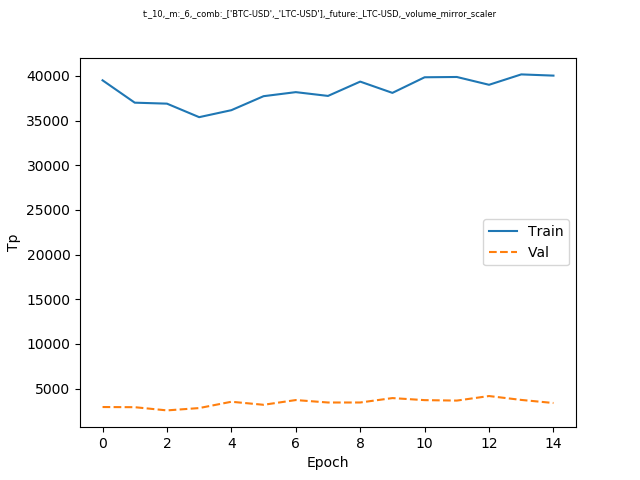 t:_10,_m:_6,_comb:_['BTC-USD',_'LTC-USD'],_future:_LTC-USD,_volume_mirror_scaler
40000
35000
30000
25000
20000
15000
10000
5000
Tp
Train
Val
0 2 4 6 8 10 12 14
Epoch